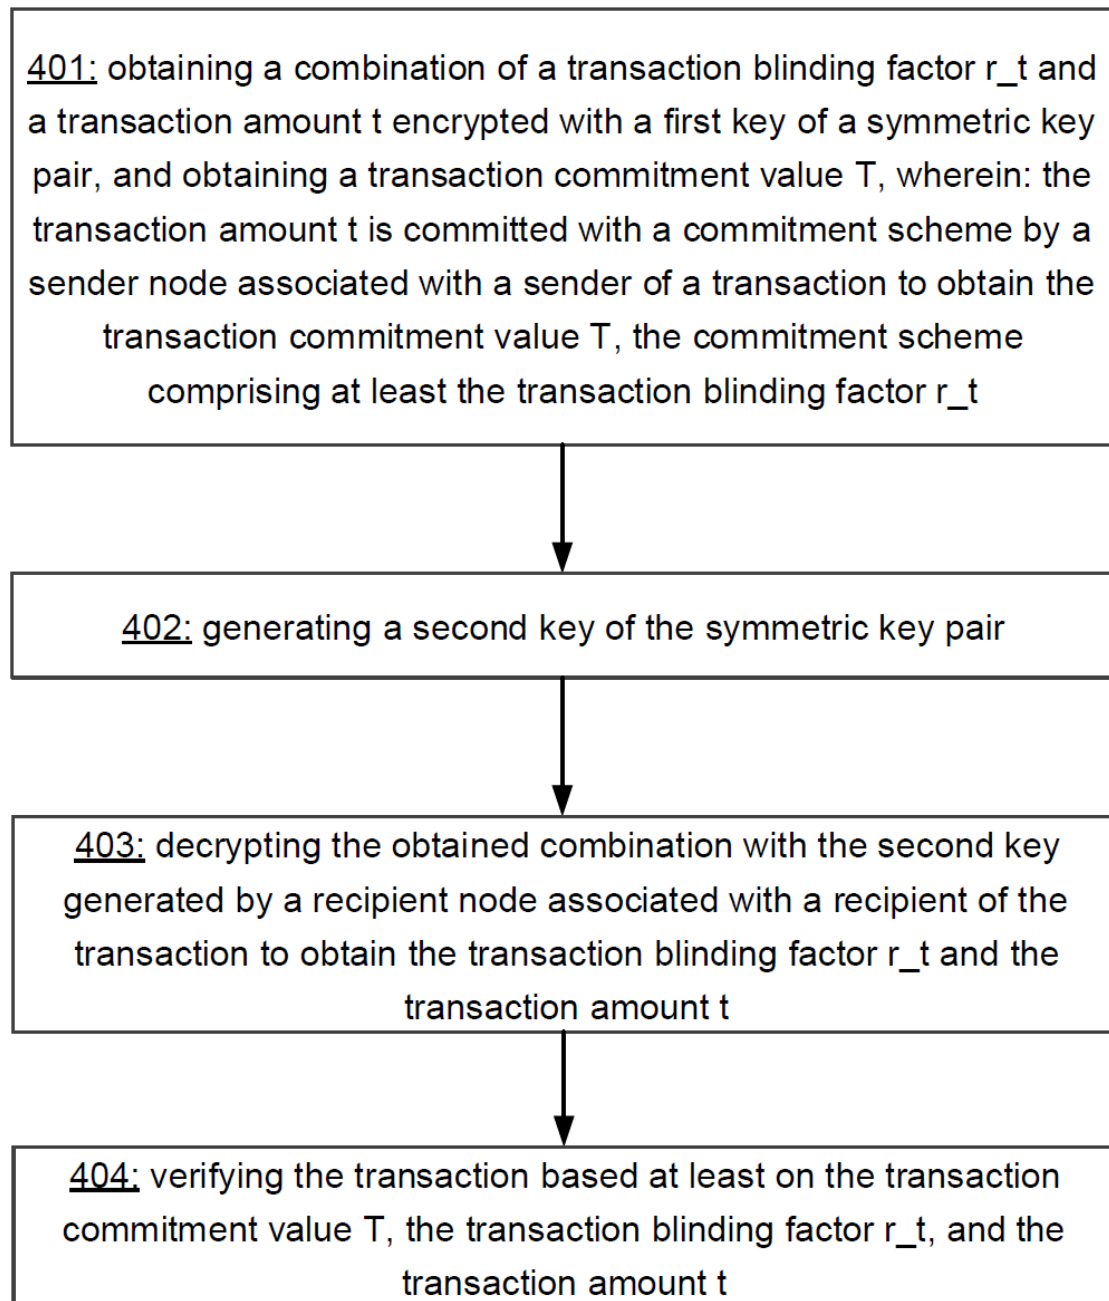 401: obtaining a combination of a transaction blinding factor r_t and
a transaction amount t encrypted with a first key of a symmetric key
pair, and obtaining a transaction commitment value T, wherein: the
transaction amount t is committed with a commitment scheme by a
sender node associated with a sender of a transaction to obtain the
transaction commitment value T, the commitment scheme
comprising at least the transaction blinding factor r_t
402: generating a second key of the symmetric key pair
403: decrypting the obtained combination with the second key
generated by a recipient node associated with a recipient of the
transaction to obtain the transaction blinding factor r_t and the
transaction amount t
404: verifying the transaction based at least on the transaction
commitment value T, the transaction blinding factor r_t, and the
transaction amount t